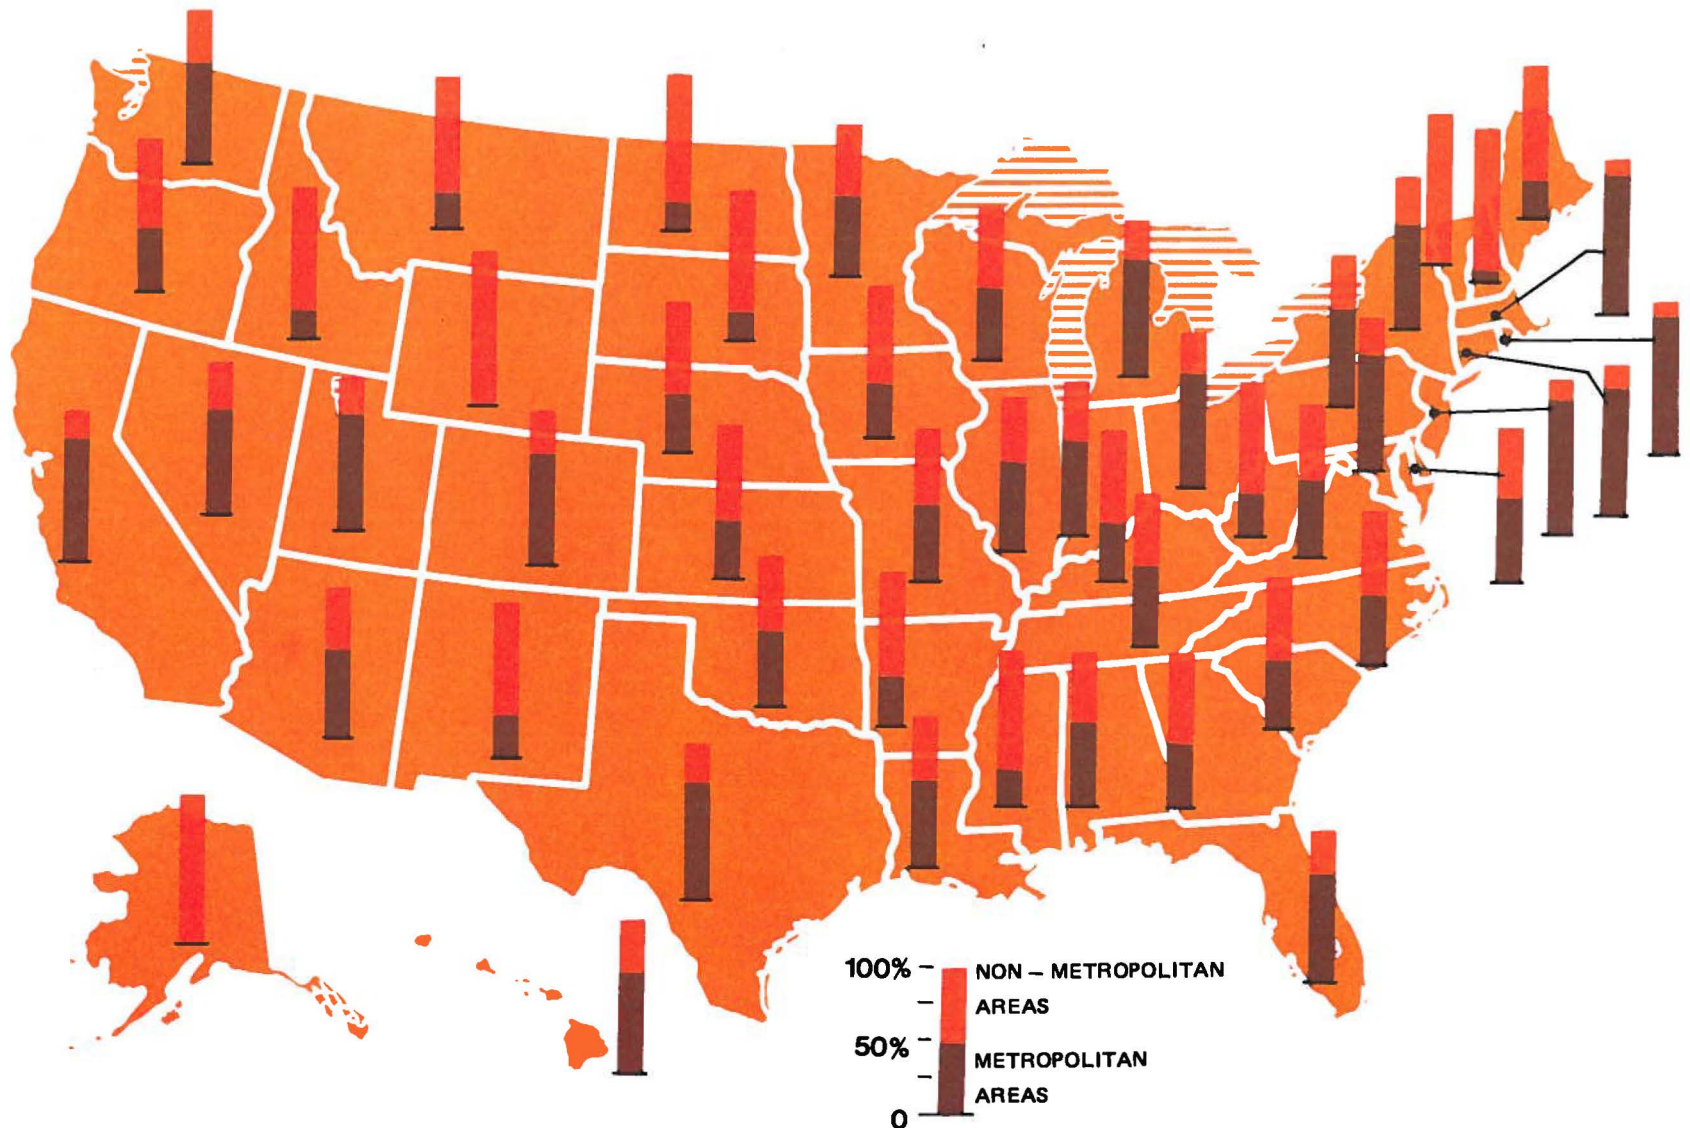 100% – NON – METROPOLITAN
AREAS
50% – METROPOLITAN
AREAS
0